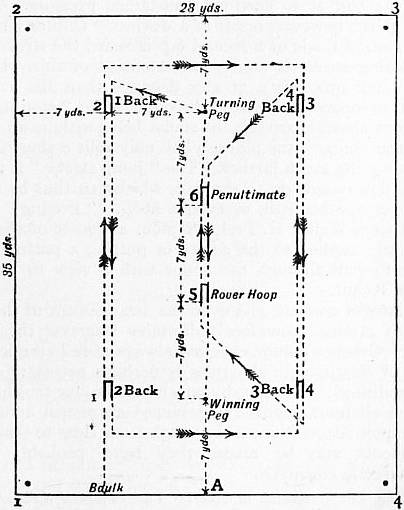 2 28 yds. 3
7 yds.
2 1 Back 4 Back 3
7 yds. 7 yds. Turning Peg
7 yds.
6 Penultimate
7 yds.
35 yds.
5 Rover Hoop
7 yds.
1 2 Back 3 Back 4
Winning Peg
7 yds.
1 Baulk A 4